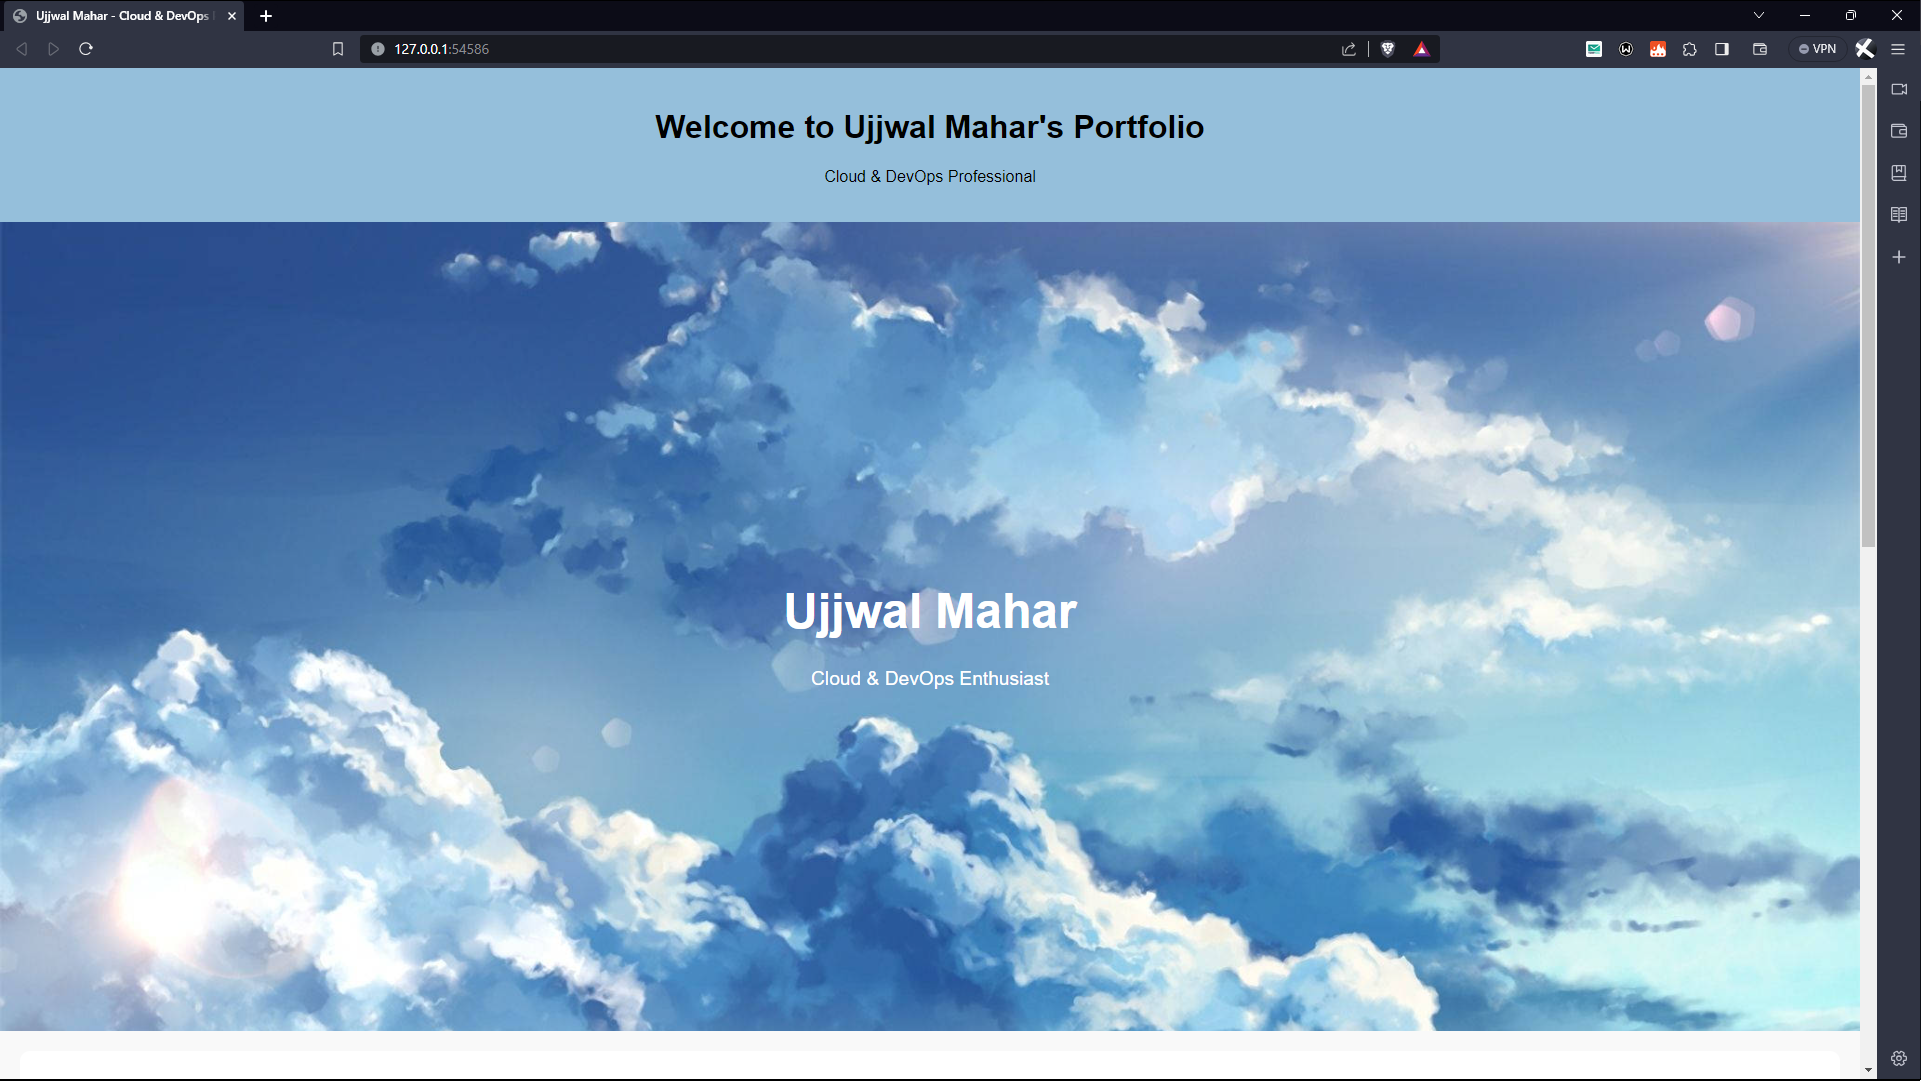 Ujjwal Mahar - Cloud & DevOps
127.0.0.1:54586
VPN
Welcome to Ujjwal Mahar's Portfolio
Cloud & DevOps Professional
Ujjwal Mahar
Cloud & DevOps Enthusiast